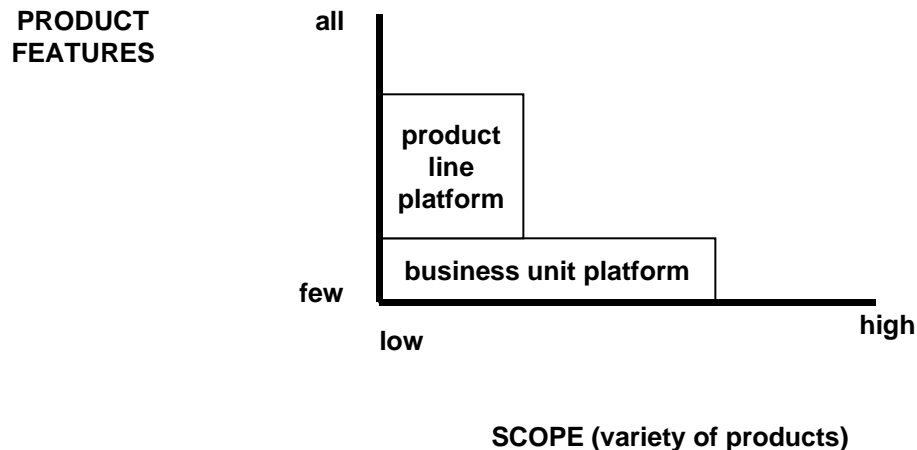 PRODUCT
FEATURES
all
product
line
platform
business unit platform
few
low
high
SCOPE (variety of products)